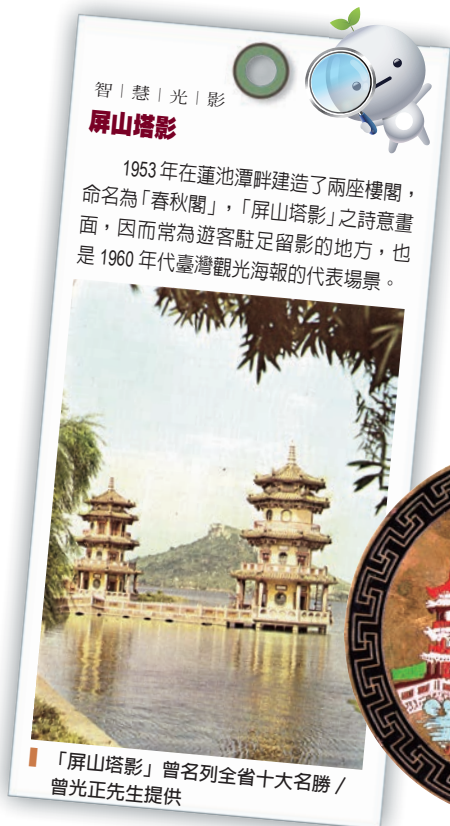 智｜慧｜光｜影
屏山塔影
1953 年在蓮池潭畔建造了兩座樓閣，
命名為「春秋閣」，「屏山塔影」之詩意畫
面，因而常為遊客駐足留影的地方，也
是 1960 年代臺灣觀光海報的代表場景。
「屏山塔影」曾名列全省十大名勝／
曾光正先生提供